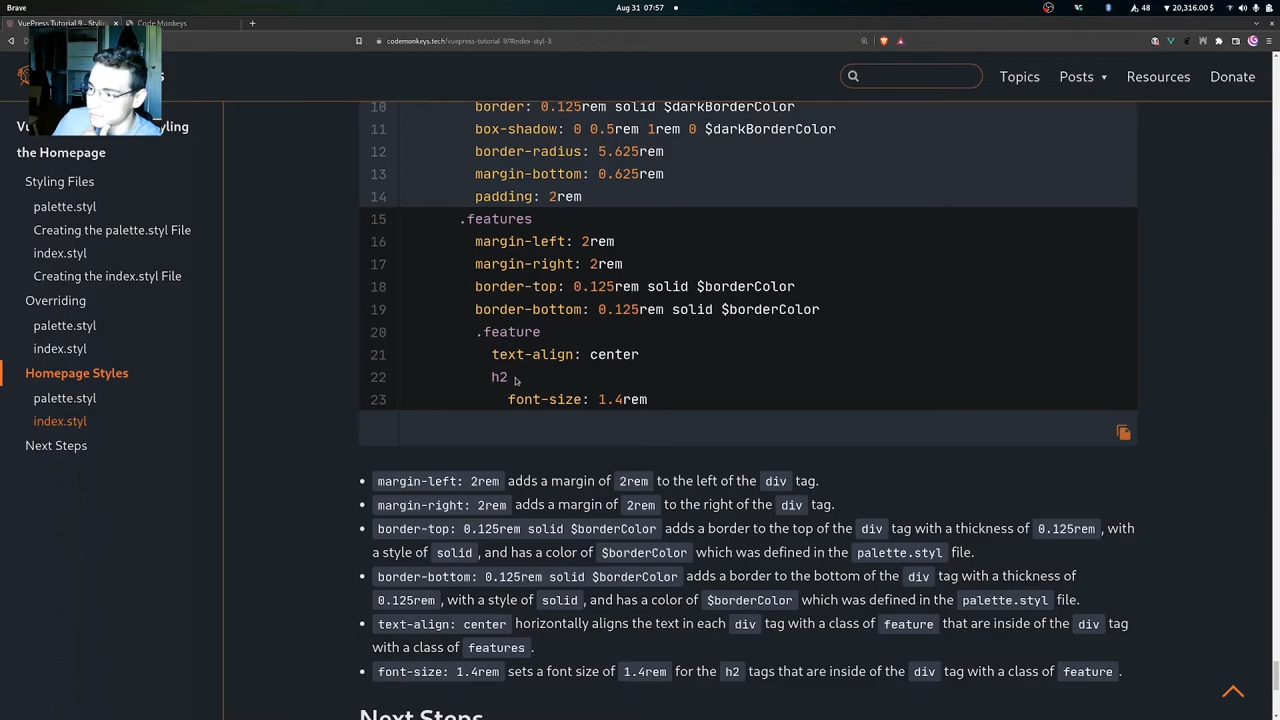 Brave
Aug 31 07:57
48
20,316.00 $
VuePress Tutorial 9 - Stylin
Code Monkeys
codemonkeys.tech/vuepress-tutorial-9/#index-styl-3
Topics
Posts
Resources
Donate
the Homepage
Styling Files
palette.styl
Creating the palette.styl File
index.styl
Creating the index.styl File
Overriding
palette.styl
index.styl
Homepage Styles
palette.styl
index.styl
Next Steps
10 border: 0.125rem solid $darkBorderColor
11 box-shadow: 0 0.5rem 1rem 0 $darkBorderColor
12 border-radius: 5.625rem
13 margin-bottom: 0.625rem
14 padding: 2rem
15 .features
16 margin-left: 2rem
17 margin-right: 2rem
18 border-top: 0.125rem solid $borderColor
19 border-bottom: 0.125rem solid $borderColor
20 .feature
21 text-align: center
22 h2
23 font-size: 1.4rem
• margin-left: 2rem adds a margin of 2rem to the left of the div tag.
• margin-right: 2rem adds a margin of 2rem to the right of the div tag.
• border-top: 0.125rem solid $borderColor adds a border to the top of the div tag with a thickness of 0.125rem, with
a style of solid, and has a color of $borderColor which was defined in the palette.styl file.
• border-bottom: 0.125rem solid $borderColor adds a border to the bottom of the div tag with a thickness of
0.125rem, with a style of solid, and has a color of $borderColor which was defined in the palette.styl file.
• text-align: center horizontally aligns the text in each div tag with a class of feature that are inside of the div tag
with a class of features.
• font-size: 1.4rem sets a font size of 1.4rem for the h2 tags that are inside of the div tag with a class of feature.
Next Steps